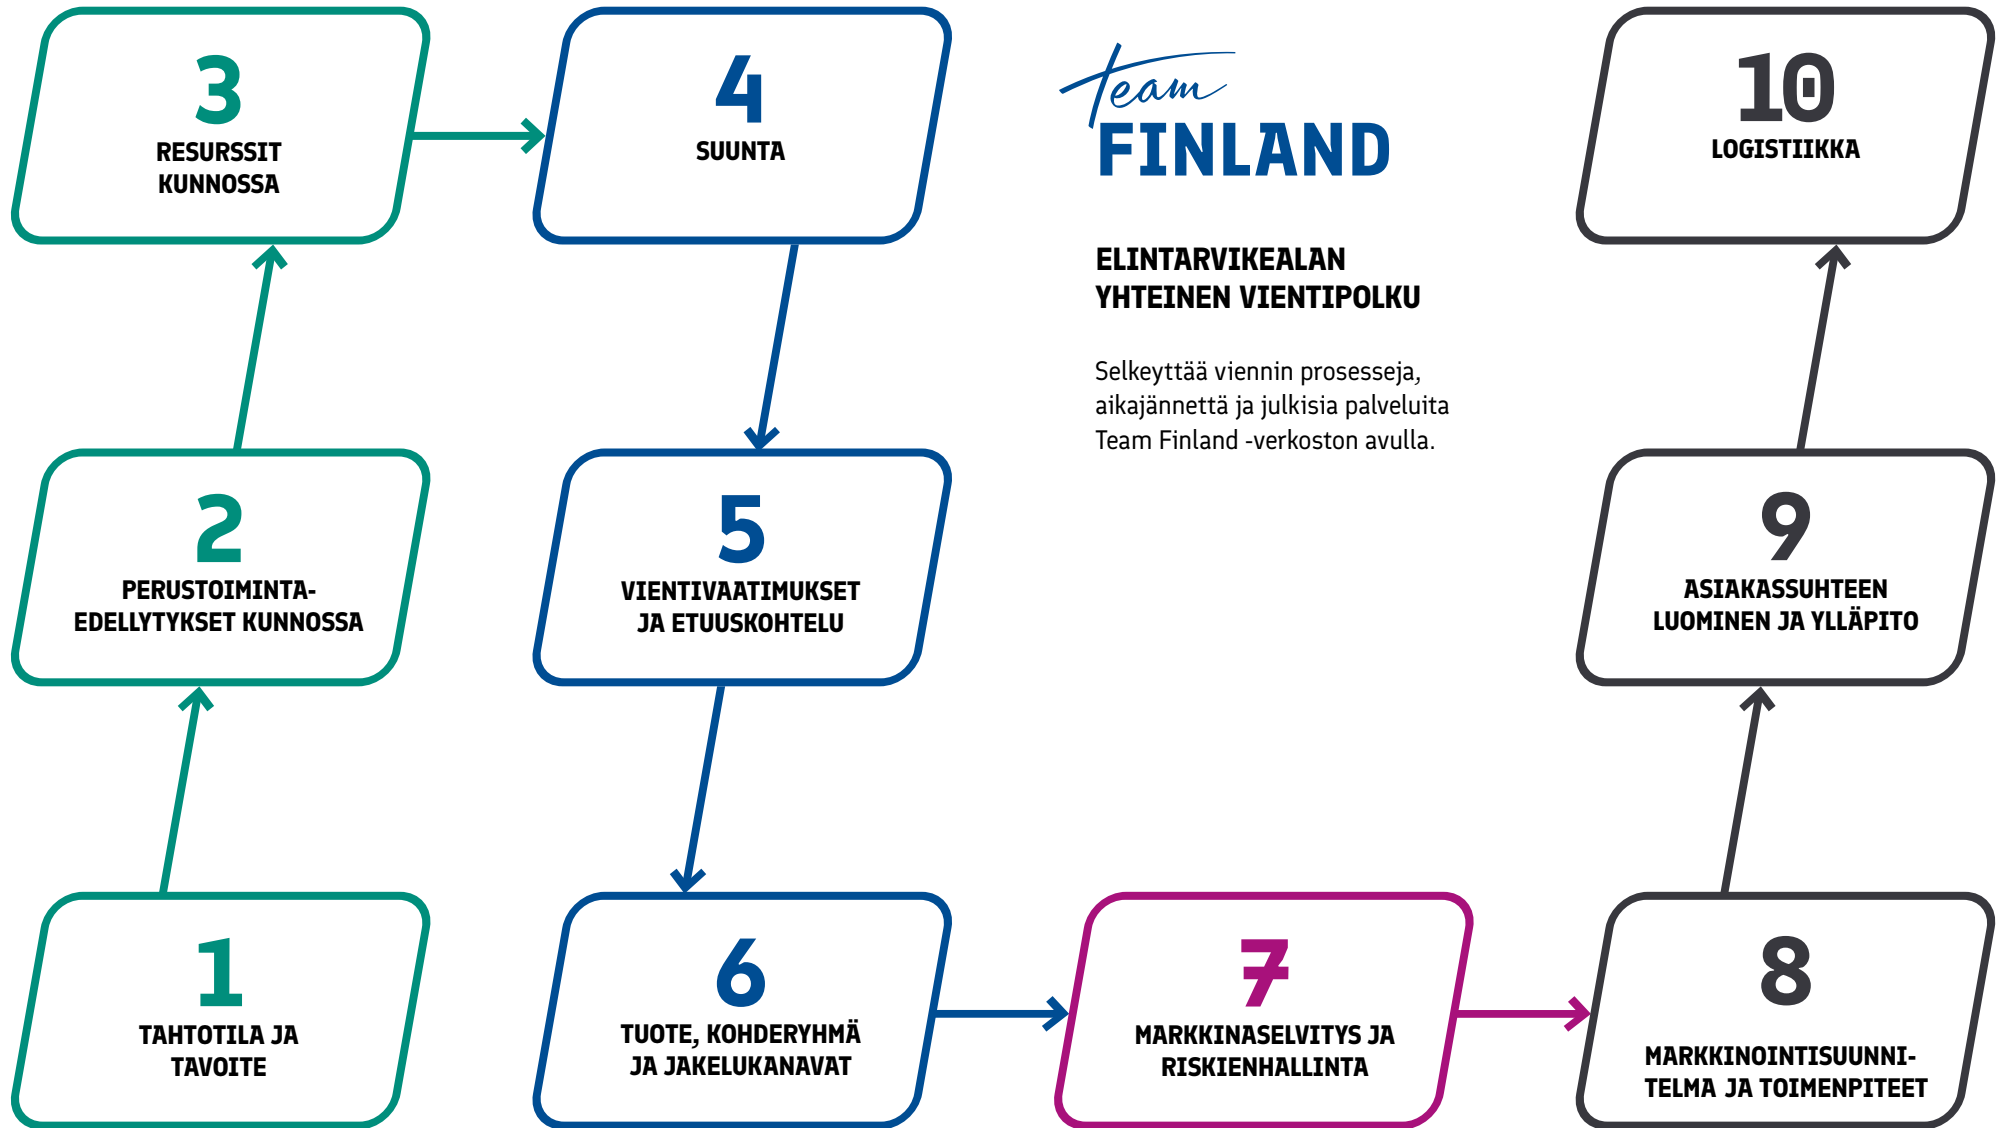 team
FINLAND
ELINTARVIKEALAN
YHTEINEN VIENTIPOLKU
Selkeyttää viennin prosesseja,
aikajännettä ja julkisia palveluita
Team Finland -verkoston avulla.
1
TAHTOTILA JA
TAVOITE
2
PERUSTOIMINTA-
EDELLYTYKSET KUNNOSSA
3
RESURSSIT
KUNNOSSA
4
SUUNTA
5
VIENTIVAATIMUKSET
JA ETUUSKOHTELU
6
TUOTE, KOHDERYHMÄ
JA JAKELUKANAVAT
7
MARKKINASELVITYS JA
RISKIENHALLINTA
8
MARKKINOINTISUUNNI-
TELMA JA TOIMENPITEET
9
ASIAKASSUHTEEN
LUOMINEN JA YLLÄPITO
10
LOGISTIIKKA